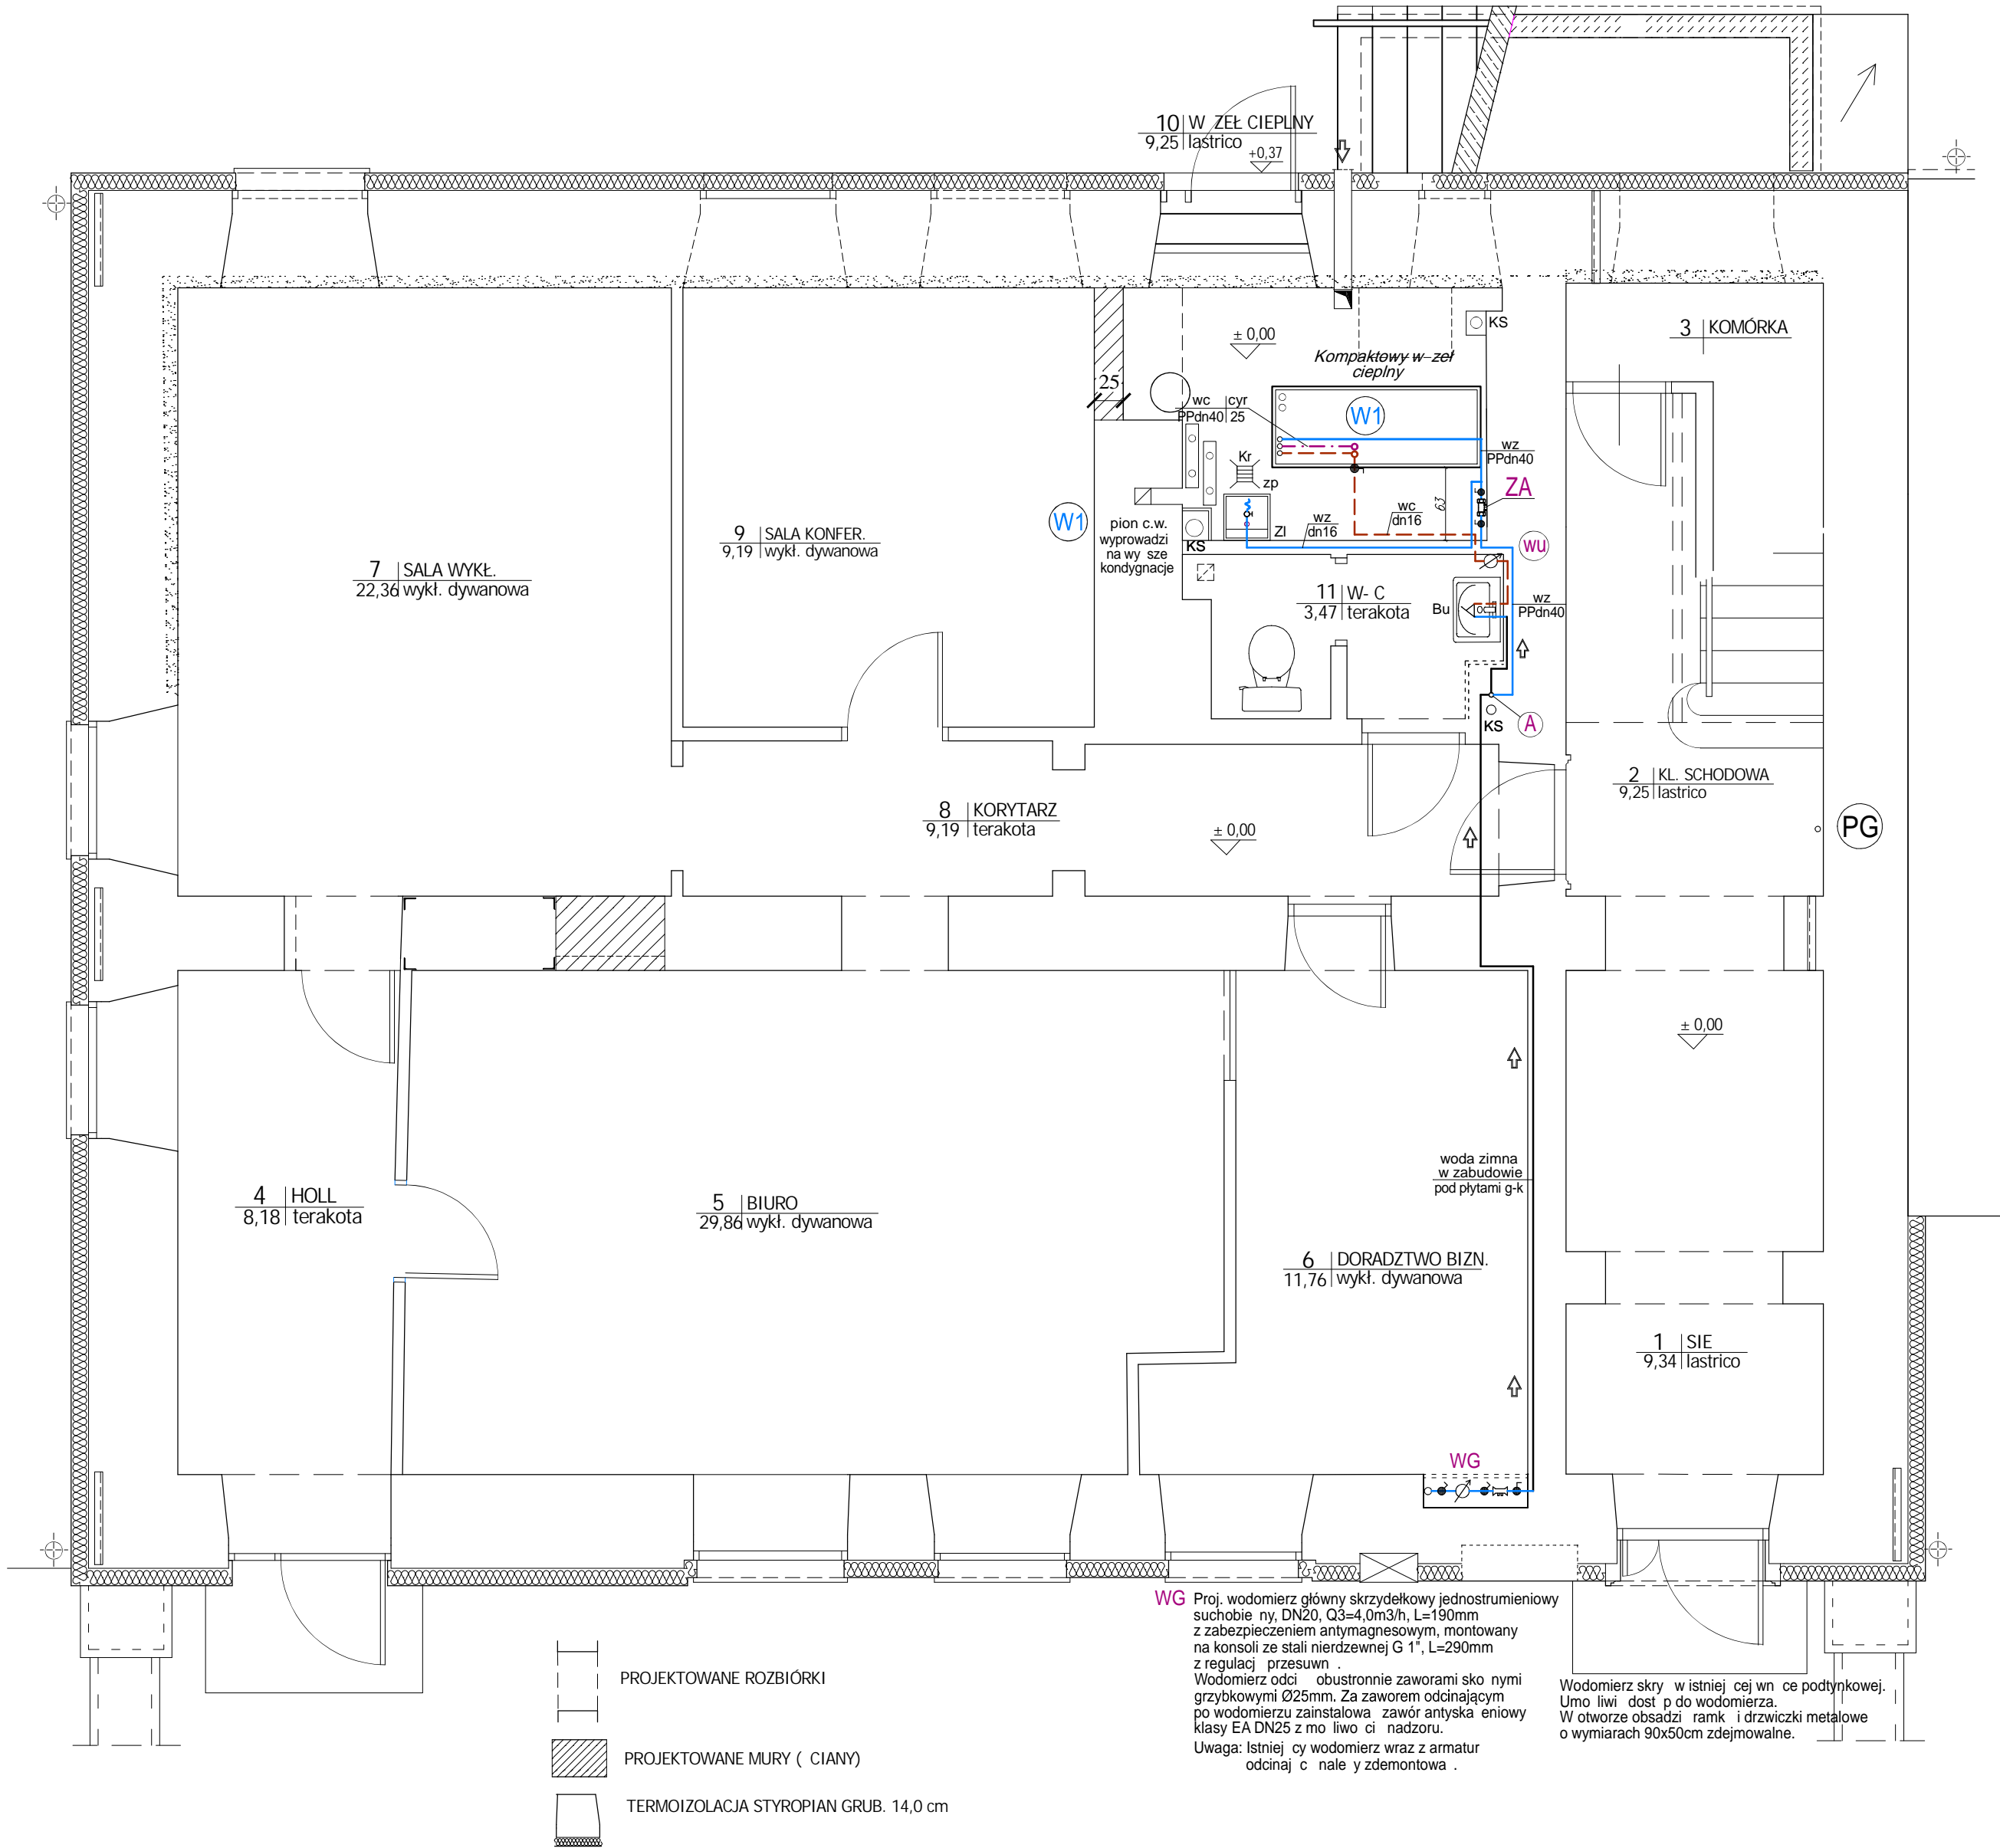 10 W ZEŁ CIEPLNY
9,25 lastrico
+0,37
3 KOMÓRKA
KS
± 0,00
Kompaktowy w zeł
cieplny
25
wc cyr
PPdn40 25
W1
wz
PPdn40
Kr
zp
ZA
63
wc
dn16
wz
dn16
Zl
KS
W1
pion c.w.
wyprowadzi
na wy sze
kondygnacje
wu
9 SALA KONFER.
9,19 wykł. dywanowa
7 SALA WYKŁ.
22,36 wykł. dywanowa
11 W- C
3,47 terakota
Bu
wz
PPdn40
KS
A
2 KL. SCHODOWA
9,25 lastrico
8 KORYTARZ
9,19 terakota
± 0,00
PG
± 0,00
woda zimna
w zabudowie
pod płytami g-k
4 HOLL
8,18 terakota
5 BIURO
29,86 wykł. dywanowa
6 DORADZTWO BIZN.
11,76 wykł. dywanowa
1 SIE
9,34 lastrico
WG
WG Proj. wodomierz główny skrzydełkowy jednostrumieniowy
suchobie ny, DN20, Q3=4,0m3/h, L=190mm
z zabezpieczeniem antymagnesowym, montowany
na konsoli ze stali nierdzewnej G 1", L=290mm
z regulacj przesuwn .
Wodomierz odci obustronnie zaworami sko nymi
grzybkowymi Ø25mm. Za zaworem odcinającym
po wodomierzu zainstalowa zawór antyska eniowy
klasy EA DN25 z mo liwo ci nadzoru.
Uwaga: Istniej cy wodomierz wraz z armatur
odcinaj c nale y zdemontowa .
Wodomierz skry w istniej cej wn ce podtynkowej.
Umo liwi dost p do wodomierza.
W otworze obsadzi ramk i drzwiczki metalowe
o wymiarach 90x50cm zdejmowalne.
PROJEKTOWANE ROZBIÓRKI
PROJEKTOWANE MURY ( CIANY)
TERMOIZOLACJA STYROPIAN GRUB. 14,0 cm